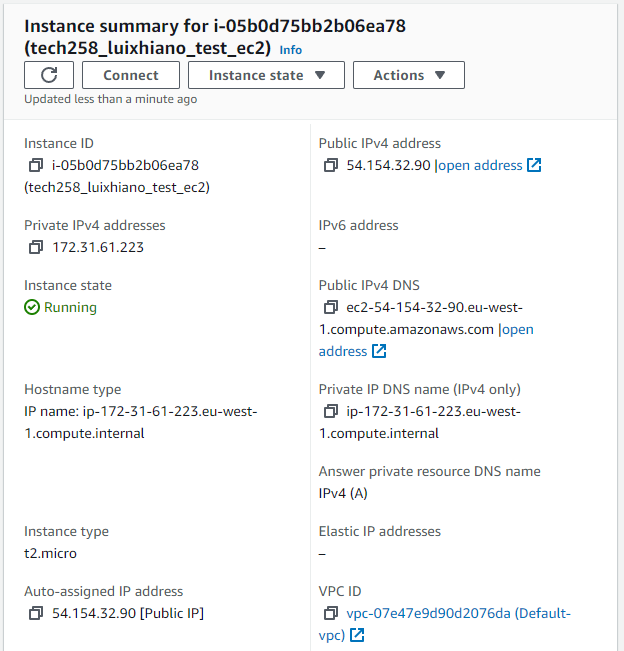 Instance summary for i-05b0d75bb2b06ea78
(tech258_luixhiano_test_ec2) Info
Connect
Instance state
Actions
Updated less than a minute ago
Instance ID
i-05b0d75bb2b06ea78
(tech258_luixhiano_test_ec2)
Public IPv4 address
54.154.32.90 |open address
Private IPv4 addresses
172.31.61.223
IPv6 address
–
Instance state
Running
Public IPv4 DNS
ec2-54-154-32-90.eu-west-
1.compute.amazonaws.com |open
address
Hostname type
IP name: ip-172-31-61-223.eu-west-
1.compute.internal
Private IP DNS name (IPv4 only)
ip-172-31-61-223.eu-west-
1.compute.internal
Answer private resource DNS name
IPv4 (A)
Instance type
t2.micro
Elastic IP addresses
–
Auto-assigned IP address
54.154.32.90 [Public IP]
VPC ID
vpc-07e47e9d90d2076da (Default-
vpc)